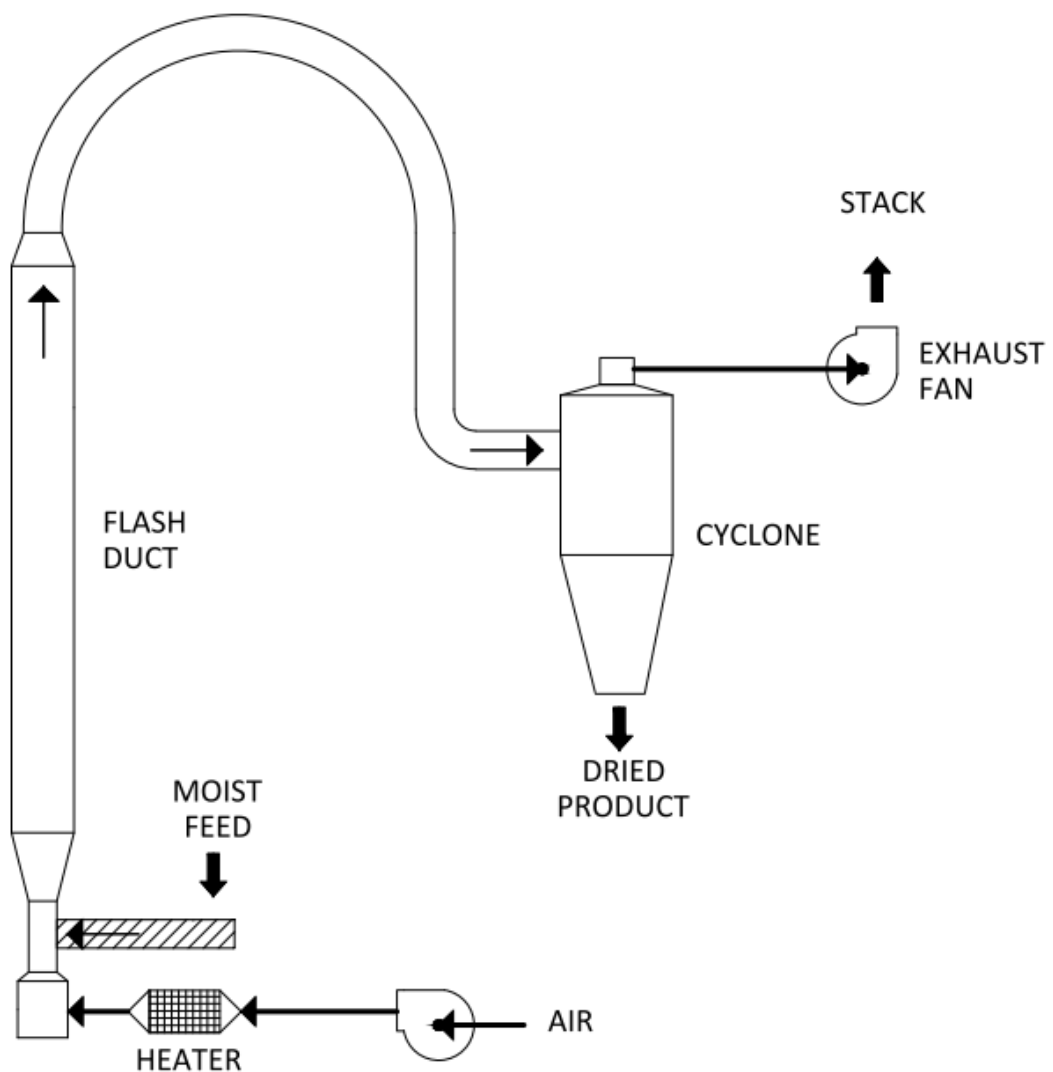 STACK
EXHAUST
FAN
FLASH
DUCT
CYCLONE
DRIED
PRODUCT
MOIST
FEED
AIR
HEATER